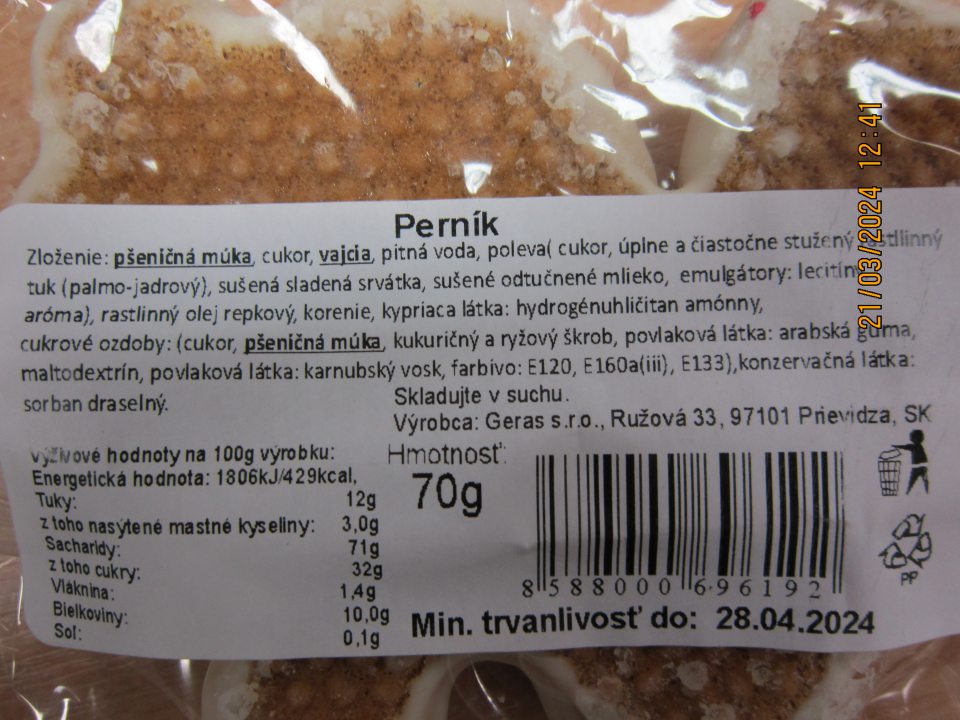 Perník
Zloženie: pšeničná múka, cukor, vajcia, pitná voda, poleva( cukor, úplne a čiastočne stužený rastlinný
tuk (palmo-jadrový), sušená sladená srvátka, sušené odtučnené mlieko, emulgátory: lecitín,
aróma), rastlinný olej repkový, korenie, kypriaca látka: hydrogénuhličitan amónny,
cukrové ozdoby: (cukor, pšeničná múka, kukuričný a ryžový škrob, povlaková látka: arabská guma,
maltodextrín, povlaková látka: karnubský vosk, farbivo: E120, E160a(iii), E133),konzervačná látka:
sorban draselný.
Skladujte v suchu.
Výrobca: Geras s.r.o., Ružová 33, 97101 Prievidza, SK
Výživové hodnoty na 100g výrobku:
Energetická hodnota: 1806kJ/429kcal,
Tuky: 12g
z toho nasýtené mastné kyseliny: 3,0g
Sacharidy: 71g
z toho cukry: 32g
Vláknina: 1,4g
Bielkoviny: 10,0g
Soľ: 0,1g
Hmotnosť:
70g
8 588000 696192
PP
Min. trvanlivosť do: 28.04.2024
21/03/2024 12:41